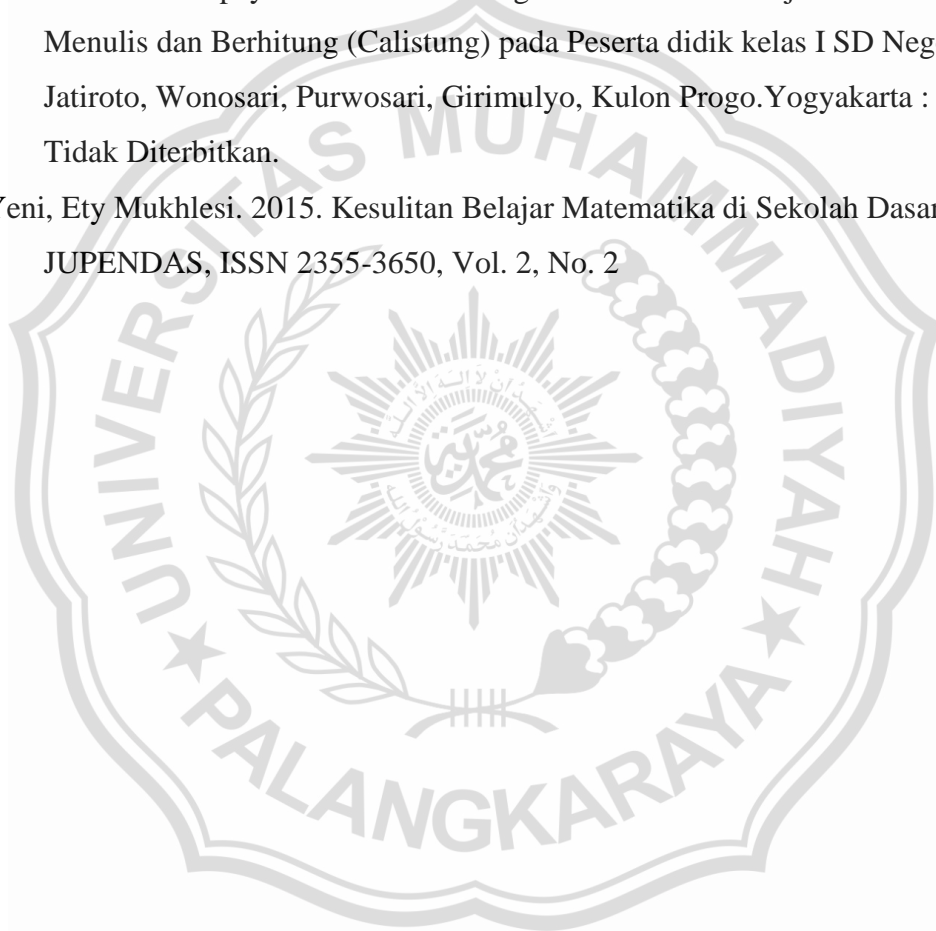 Menulis dan Berhitung (Calistung) pada Peserta didik kelas I SD Neg
Jatiroto, Wonosari, Purwosari, Girimulyo, Kulon Progo.Yogyakarta :
Tidak Diterbitkan.
Yeni, Ety Mukhlesi. 2015. Kesulitan Belajar Matematika di Sekolah Dasar
JUPENDAS, ISSN 2355-3650, Vol. 2, No. 2
UNIVERSITAS MUHAMMADIYAH
PALANGKARAYA